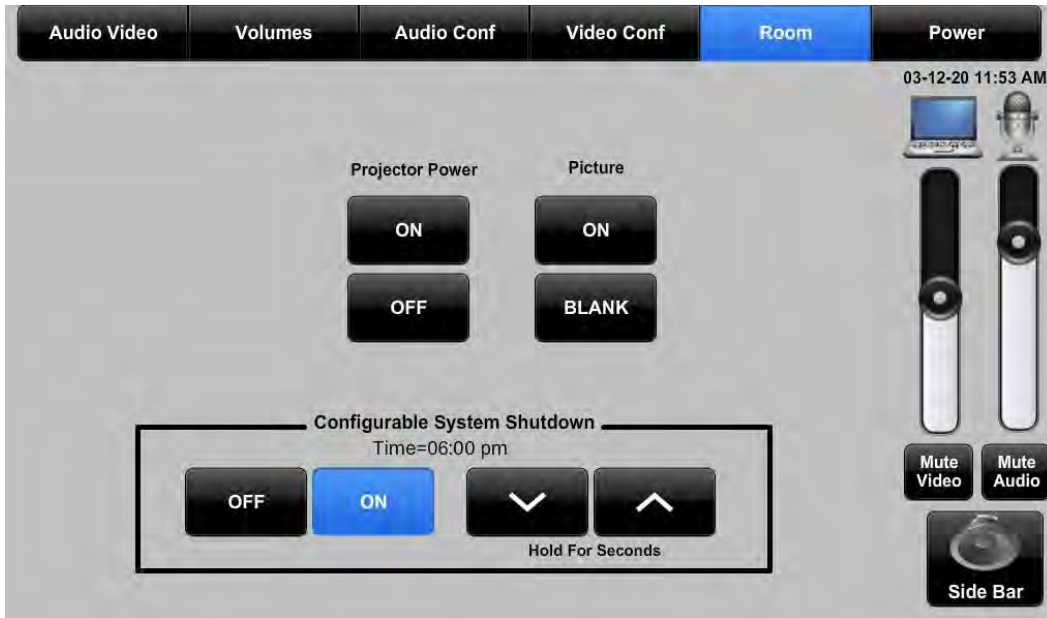 Audio Video
Volumes
Audio Conf
Video Conf
Room
Power
03-12-20 11:53 AM
Projector Power
Picture
ON
ON
OFF
BLANK
Configurable System Shutdown
Time=06:00 pm
OFF
ON
Hold For Seconds
Mute
Video
Mute
Audio
Side Bar